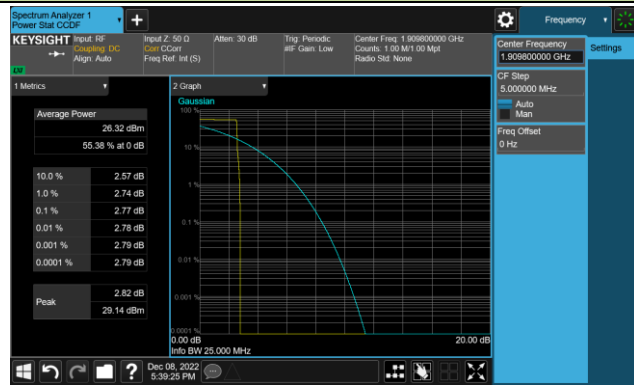 Spectrum Analyzer 1
Power Stat CCDF
Frequency
KEYSIGHT
Input: RF
Coupling: DC
Align: Auto
Input Z: 50 Ω
Corr CCorr
Freq Ref: Int (S)
Atten: 30 dB
Trig: Periodic
#IF Gain: Low
Center Freq: 1.909800000 GHz
Counts: 1.00 M/1.00 Mpt
Radio Std: None
Center Frequency
1.909800000 GHz
Settings
CF Step
5.000000 MHz
Auto
Man
Freq Offset
0 Hz
1 Metrics
2 Graph
Gaussian
Average Power
26.32 dBm
55.38 % at 0 dB
10.0 % 2.57 dB
1.0 % 2.74 dB
0.1 % 2.77 dB
0.01 % 2.78 dB
0.001 % 2.79 dB
0.0001 % 2.79 dB
Peak
2.82 dB
29.14 dBm
100 %
10 %
1 %
0.1 %
0.01 %
0.001 %
0.0001 %
0.00 dB
20.00 dB
Info BW 25.000 MHz
?
Dec 08, 2022
5:39:25 PM